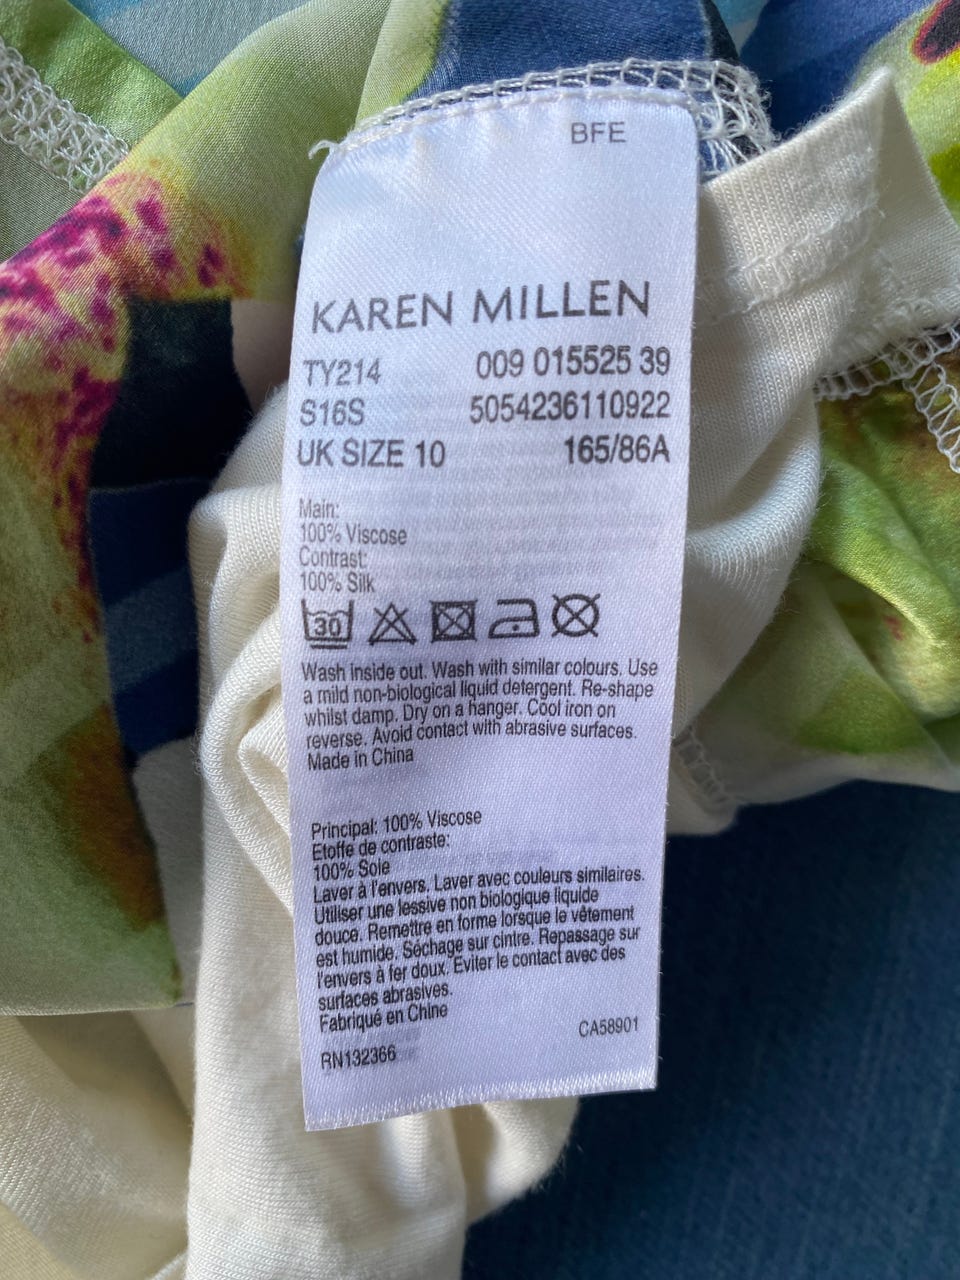 BFE
KAREN MILLEN
TY214 009 015525 39
S16S 5054236110922
UK SIZE 10 165/86A
Main:
100% Viscose
Contrast:
100% Silk
30
Wash inside out. Wash with similar colours. Use
a mild non-biological liquid detergent. Re-shape
whilst damp. Dry on a hanger. Cool iron on
reverse. Avoid contact with abrasive surfaces.
Made in China
Principal: 100% Viscose
Etoffe de contraste:
100% Soie
Laver à l'envers. Laver avec couleurs similaires.
Utiliser une lessive non biologique liquide
douce. Remettre en forme lorsque le vêtement
est humide. Séchage sur cintre. Repassage sur
l'envers à fer doux. Eviter le contact avec des
surfaces abrasives.
Fabriqué en Chine
CA58901
RN132366